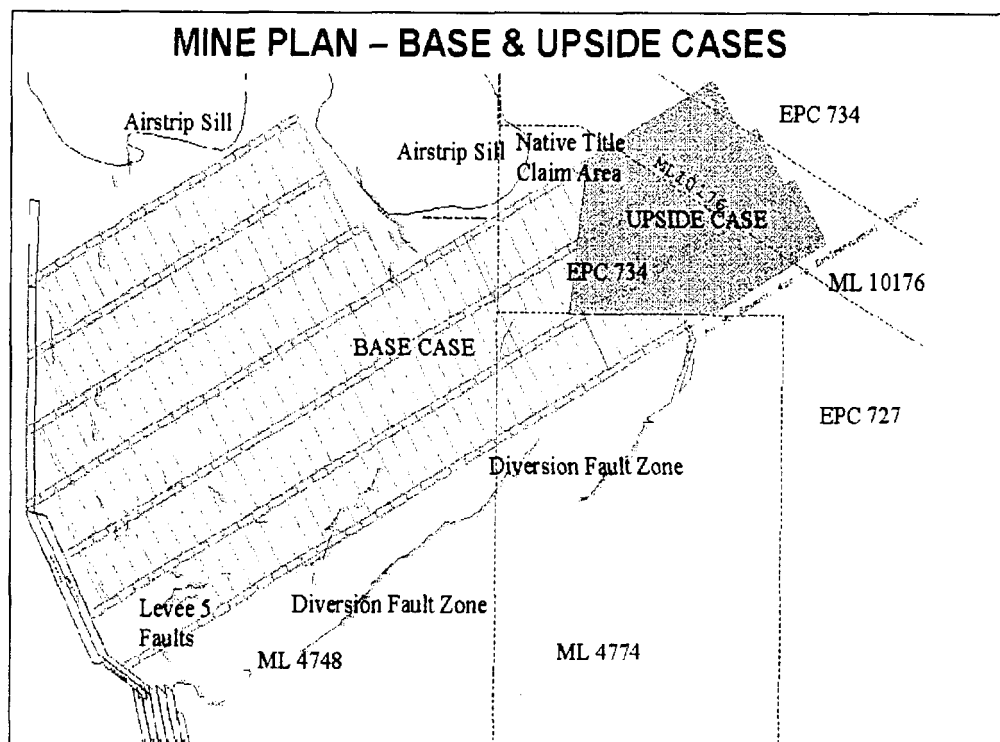 MINE PLAN – BASE & UPSIDE CASES
EPC 734
Airstrip Sill
Airstrip Sill
Native Title
Claim Area
ML10176
UPSIDE CASE
EPC 734
ML 10176
BASE CASE
EPC 727
Diversion Fault Zone
Levee 5
Faults
Diversion Fault Zone
ML 4748
ML 4774